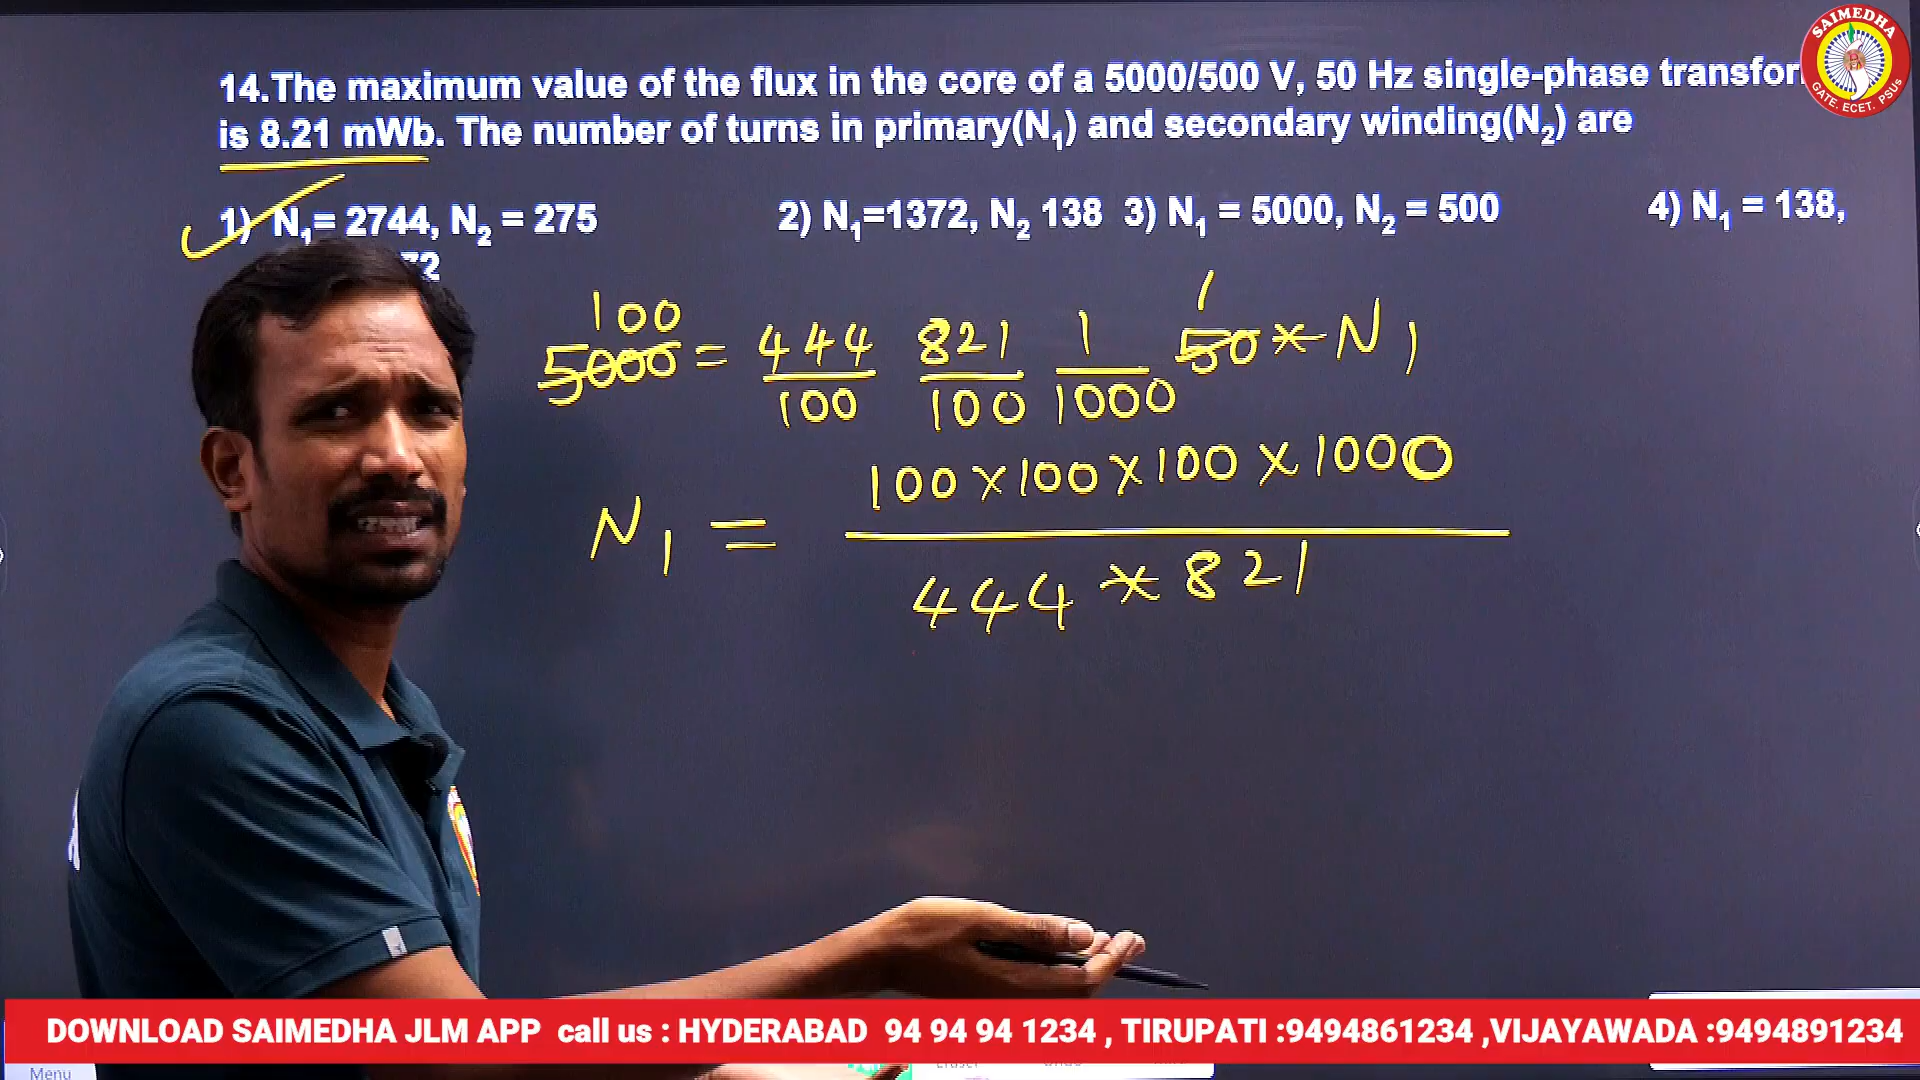 14.The maximum value of the flux in the core of a 5000/500 V, 50 Hz single-phase transfor
is 8.21 mWb. The number of turns in primary(N₁) and secondary winding(N₂) are
1) N₁= 2744, N₂ = 275 2) N₁=1372, N₂ 138 3) N₁ = 5000, N₂ = 500 4) N₁ = 138,
72
100 1
5000 = 444/100 821/100 1/1000 50 * N1
N1 = 100 x 100 x 100 x 1000
444 * 821
SAIMEDHA
GATE. ECET. PSUs
DOWNLOAD SAIMEDHA JLM APP call us : HYDERABAD 94 94 94 1234 , TIRUPATI :9494861234 ,VIJAYAWADA :9494891234
Menu